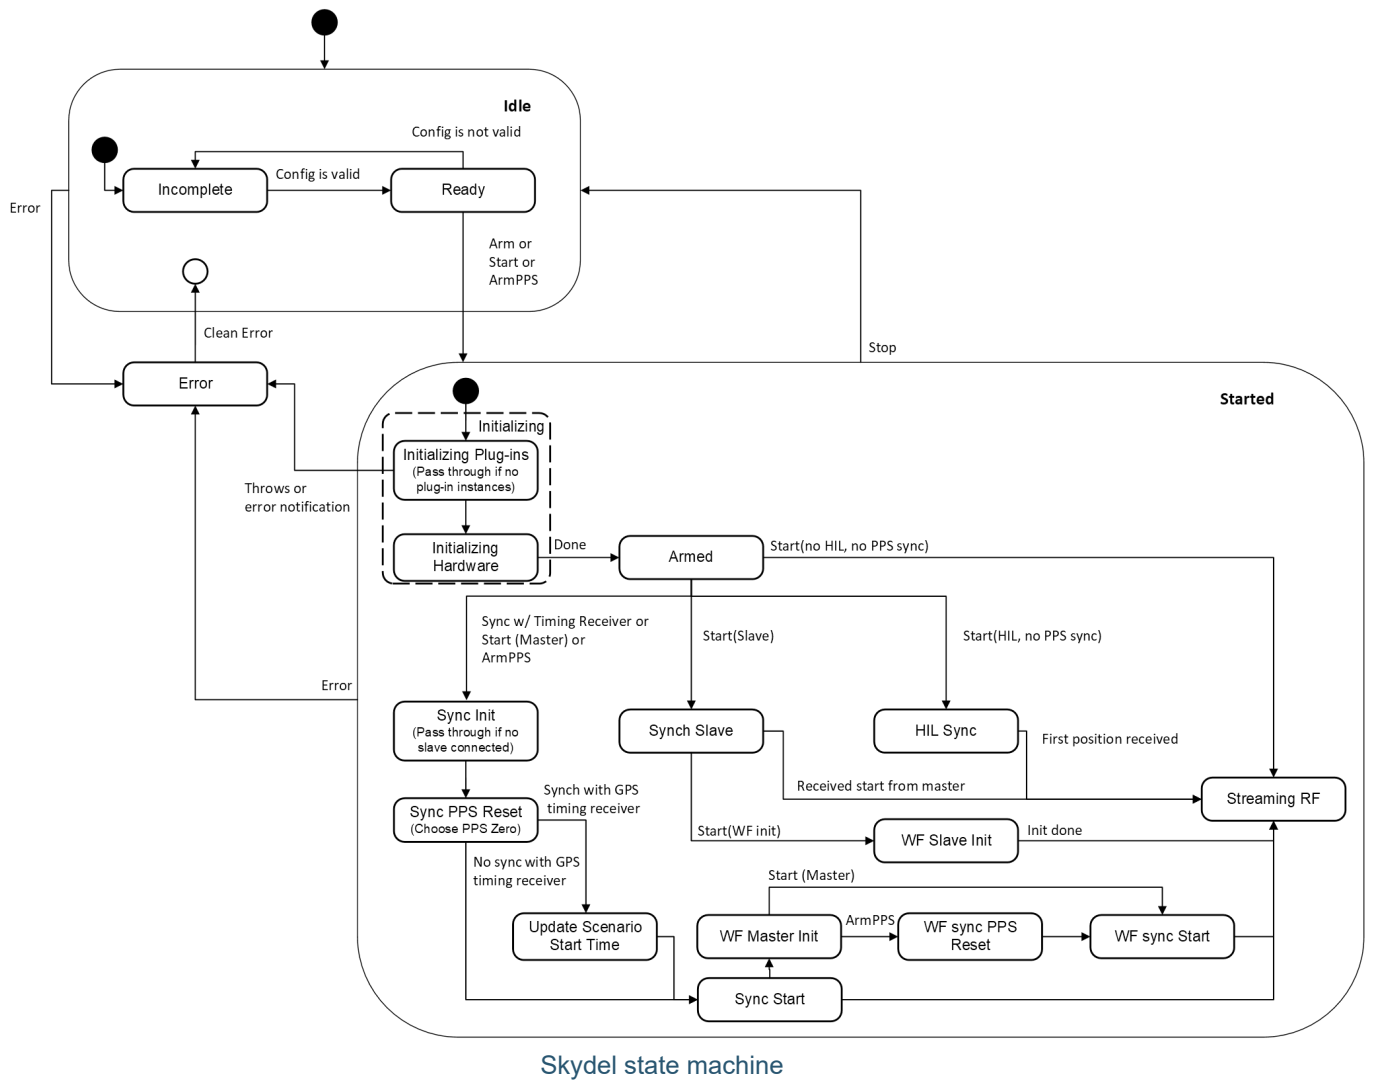 Idle
Config is not valid
Incomplete
Config is valid
Ready
Error
Arm or
Start or
ArmPPS
Clean Error
Stop
Error
Started
Initializing
Initializing Plug-ins
(Pass through if no
plug-in instances)
Throws or
error notification
Initializing
Hardware
Done
Armed
Start(no HIL, no PPS sync)
Sync w/ Timing Receiver or
Start (Master) or
ArmPPS
Start(Slave)
Start(HIL, no PPS sync)
Error
Sync Init
(Pass through if no
slave connected)
Synch Slave
HIL Sync
First position received
Received start from master
Streaming RF
Synch with GPS
timing receiver
Sync PPS Reset
(Choose PPS Zero)
Start(WF init)
WF Slave Init
Init done
No sync with GPS
timing receiver
Start (Master)
Update Scenario
Start Time
WF Master Init
ArmPPS
WF sync PPS
Reset
WF sync Start
Sync Start
Skydel state machine